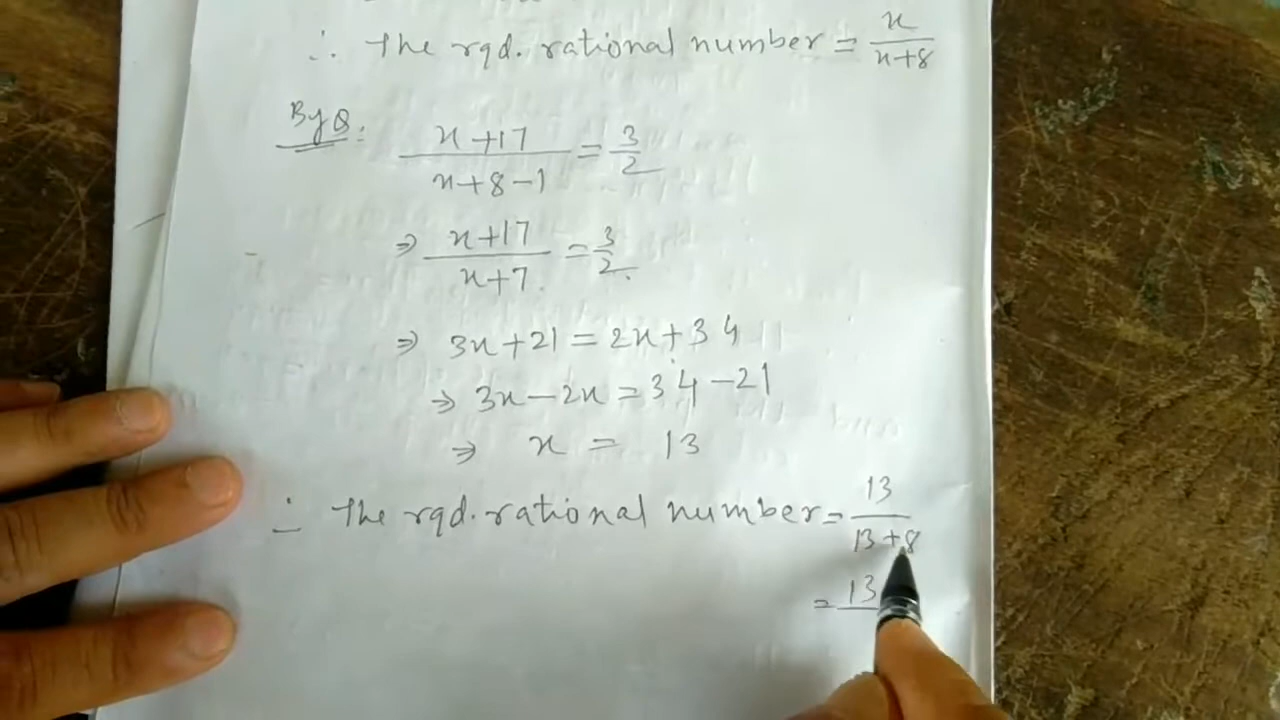 ∴ The rqd. rational number = x/(x+8)
By Q: (x+17)/(x+8-1) = 3/2
⇒ (x+17)/(x+7) = 3/2.
⇒ 3x+21 = 2x+34
⇒ 3x-2x = 34-21
⇒ x = 13
∴ The rqd. rational number = 13/(13+8)
= 13